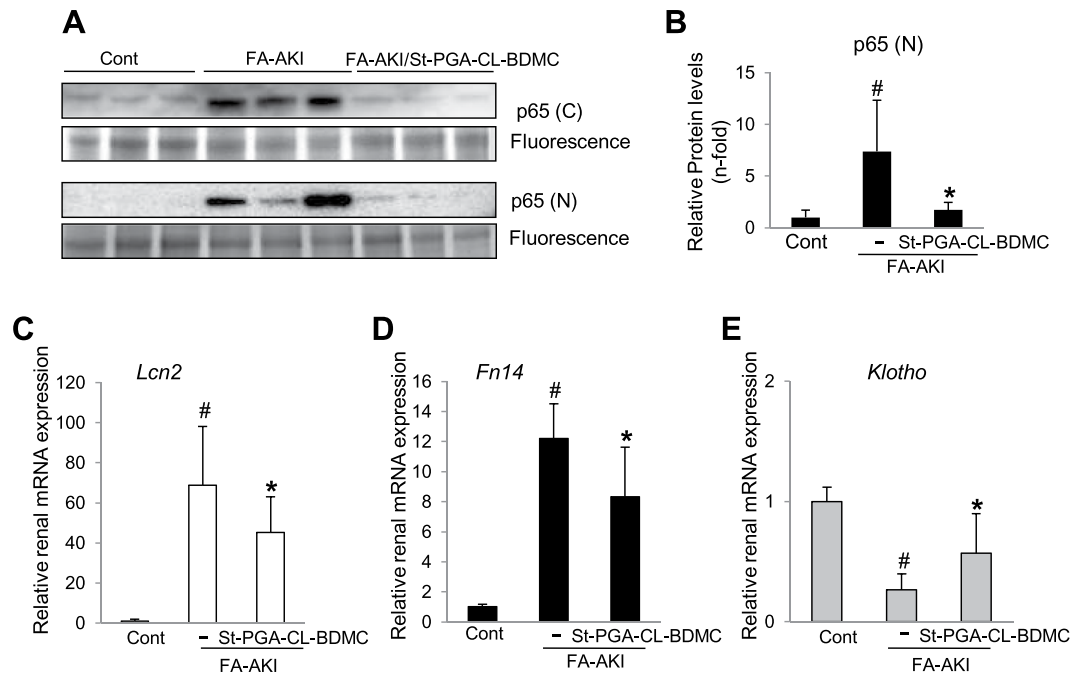 A
Cont FA-AKI FA-AKI/St-PGA-CL-BDMC
p65 (C)
Fluorescence
p65 (N)
Fluorescence
B
p65 (N)
Relative Protein levels
(n-fold)
15
10
5
0
#
*
Cont - St-PGA-CL-BDMC
FA-AKI
C
Lcn2
Relative renal mRNA expression
120
100
80
60
40
20
0
#
*
Cont - St-PGA-CL-BDMC
FA-AKI
D
Fn14
Relative renal mRNA expression
16
14
12
10
8
6
4
2
0
#
*
Cont - St-PGA-CL-BDMC
FA-AKI
E
Klotho
Relative renal mRNA expression
2
1
0
#
*
Cont - St-PGA-CL-BDMC
FA-AKI